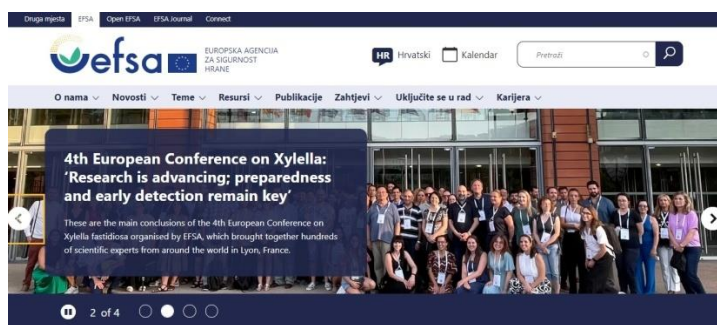 Druga mjesta EFSA Open EFSA EFSA Journal Connect
efsa
EUROPSKA AGENCIJA
ZA SIGURNOST
HRANE
HR Hrvatski Kalendar Pretraži
O nama Novosti Teme Resursi Publikacije Zahtjevi Uključite se u rad Karijera
4th European Conference on Xylella:
‘Research is advancing; preparedness
and early detection remain key’
These are the main conclusions of the 4th European Conference on
Xylella fastidiosa organised by EFSA, which brought together hundreds
of scientific experts from around the world in Lyon, France.
2 of 4